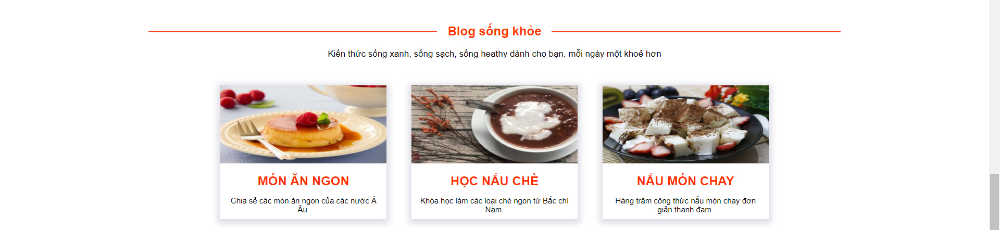 Blog sống khỏe
Kiến thức sống xanh, sống sạch, sống heathy dành cho bạn, mỗi ngày một khoẻ hơn
MÓN ĂN NGON
Chia sẻ các món ăn ngon của các nước Á
Âu.
HỌC NẤU CHÈ
Khóa học làm các loại chè ngon từ Bắc chí
Nam.
NẤU MÓN CHAY
Hàng trăm công thức nấu món chay đơn
giản thanh đạm.